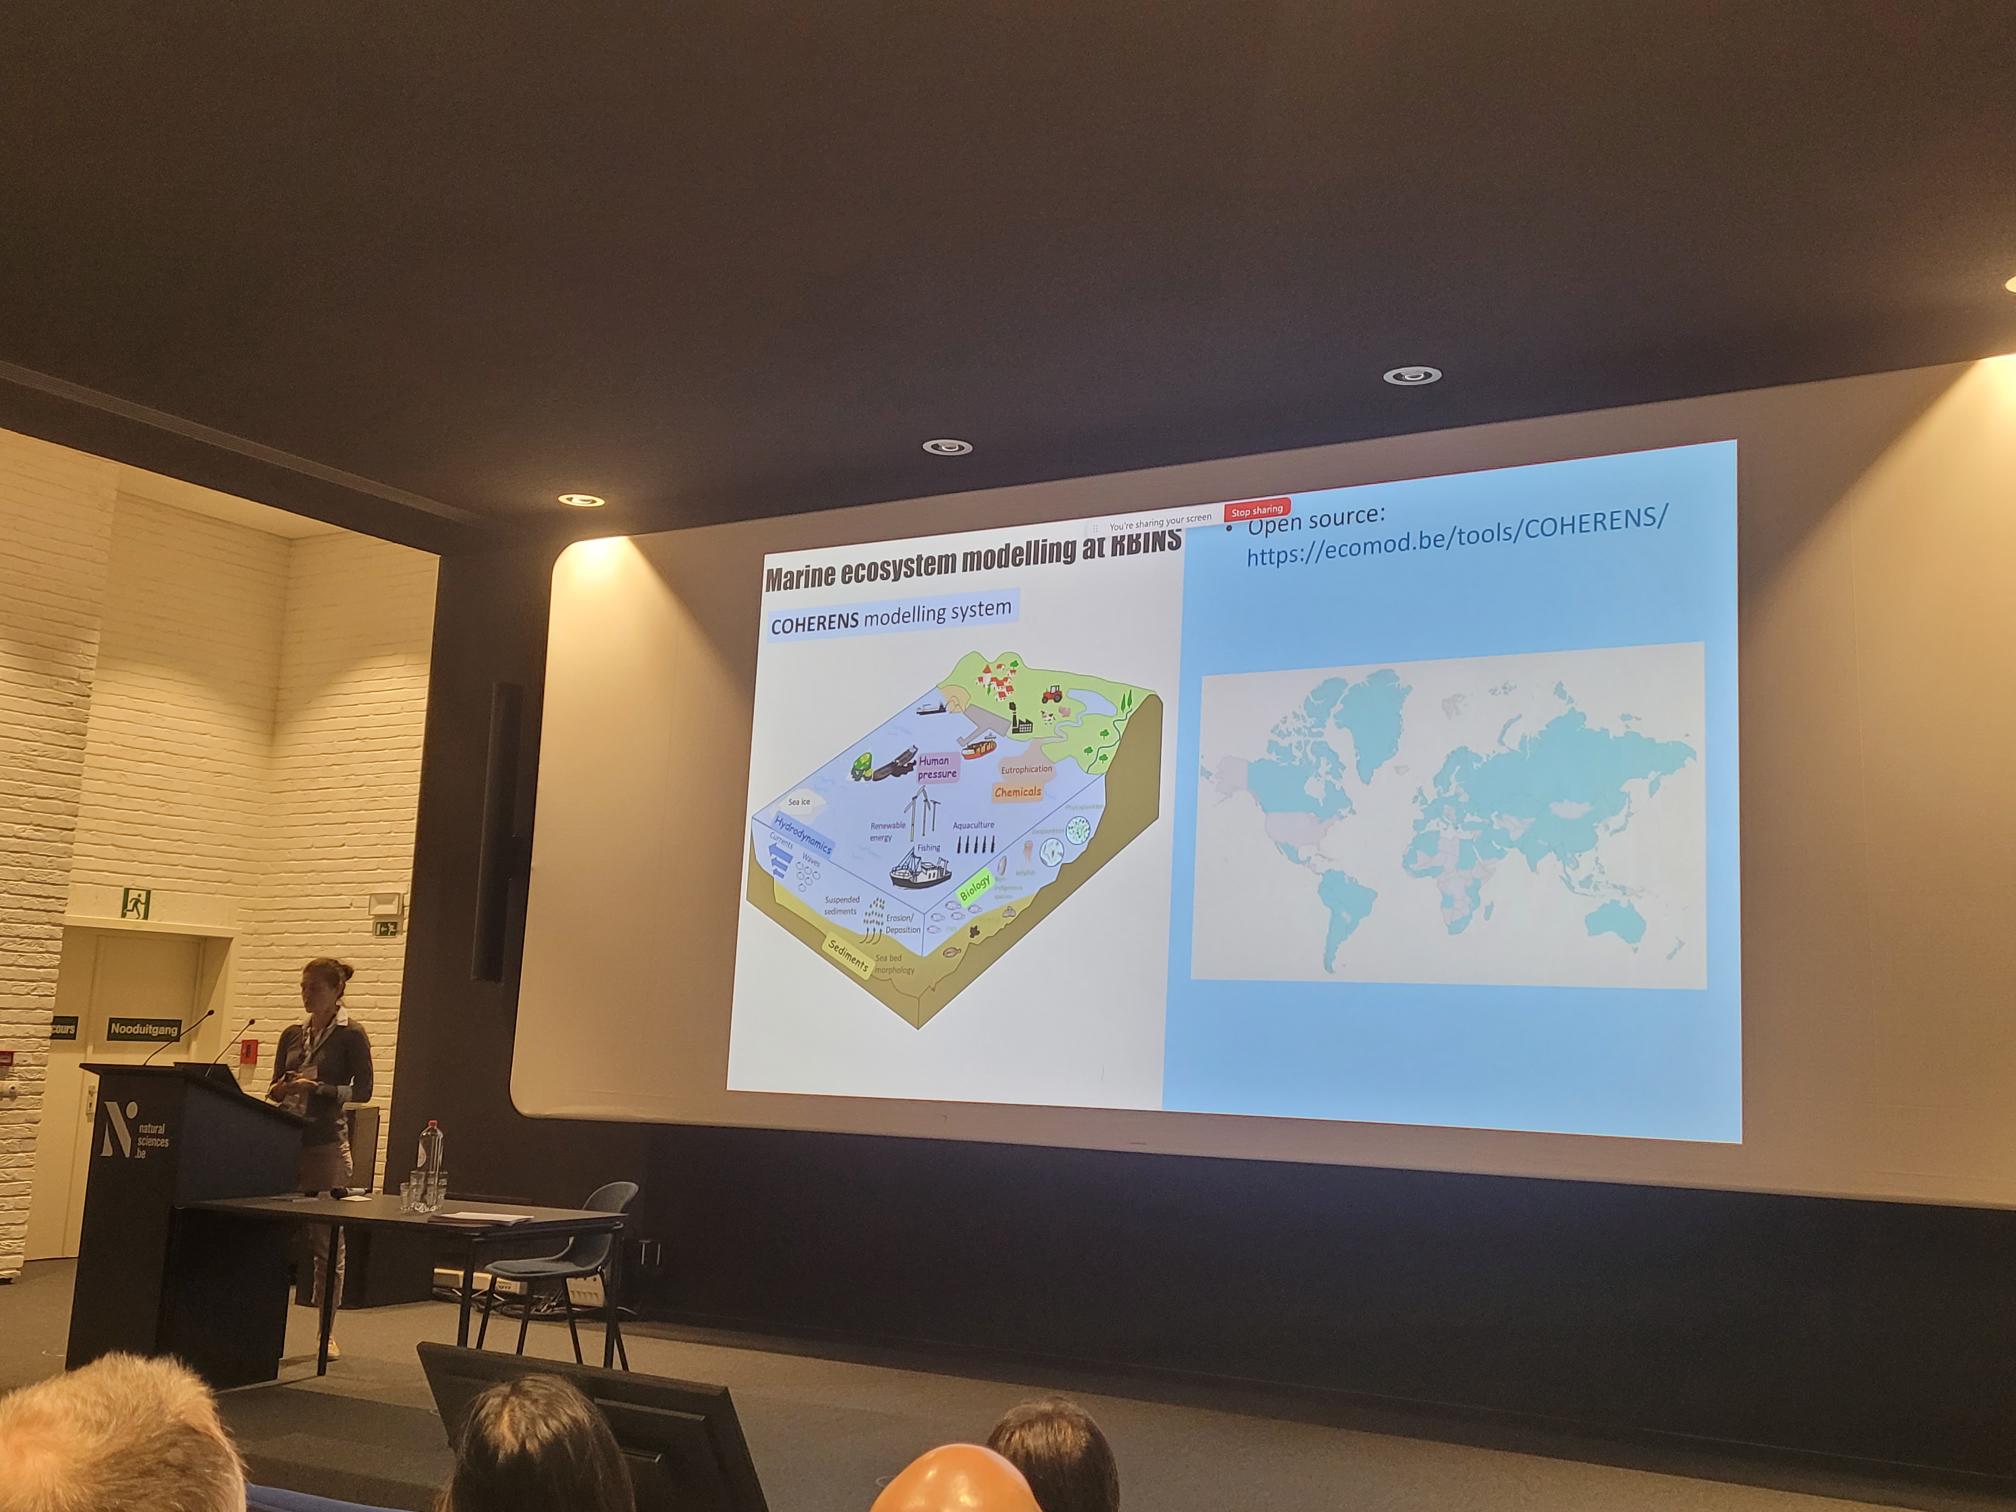 You're sharing your screen
Stop sharing
Marine ecosystem modelling at RBINS
COHERENS modelling system
Human
pressure
Eutrophication
Chemicals
Sea ice
Hydrodynamics
Currents
Waves
Renewable
energy
Aquaculture
Fishing
Phytoplankton
Zooplankton
Jellyfish
Biology
Non-
indigenous
species
Suspended
sediments
Erosion/
Deposition
Fish
Sediments
Sea bed
morphology
• Open source:
https://ecomod.be/tools/COHERENS/
cours
Nooduitgang
N
natural
sciences
.be